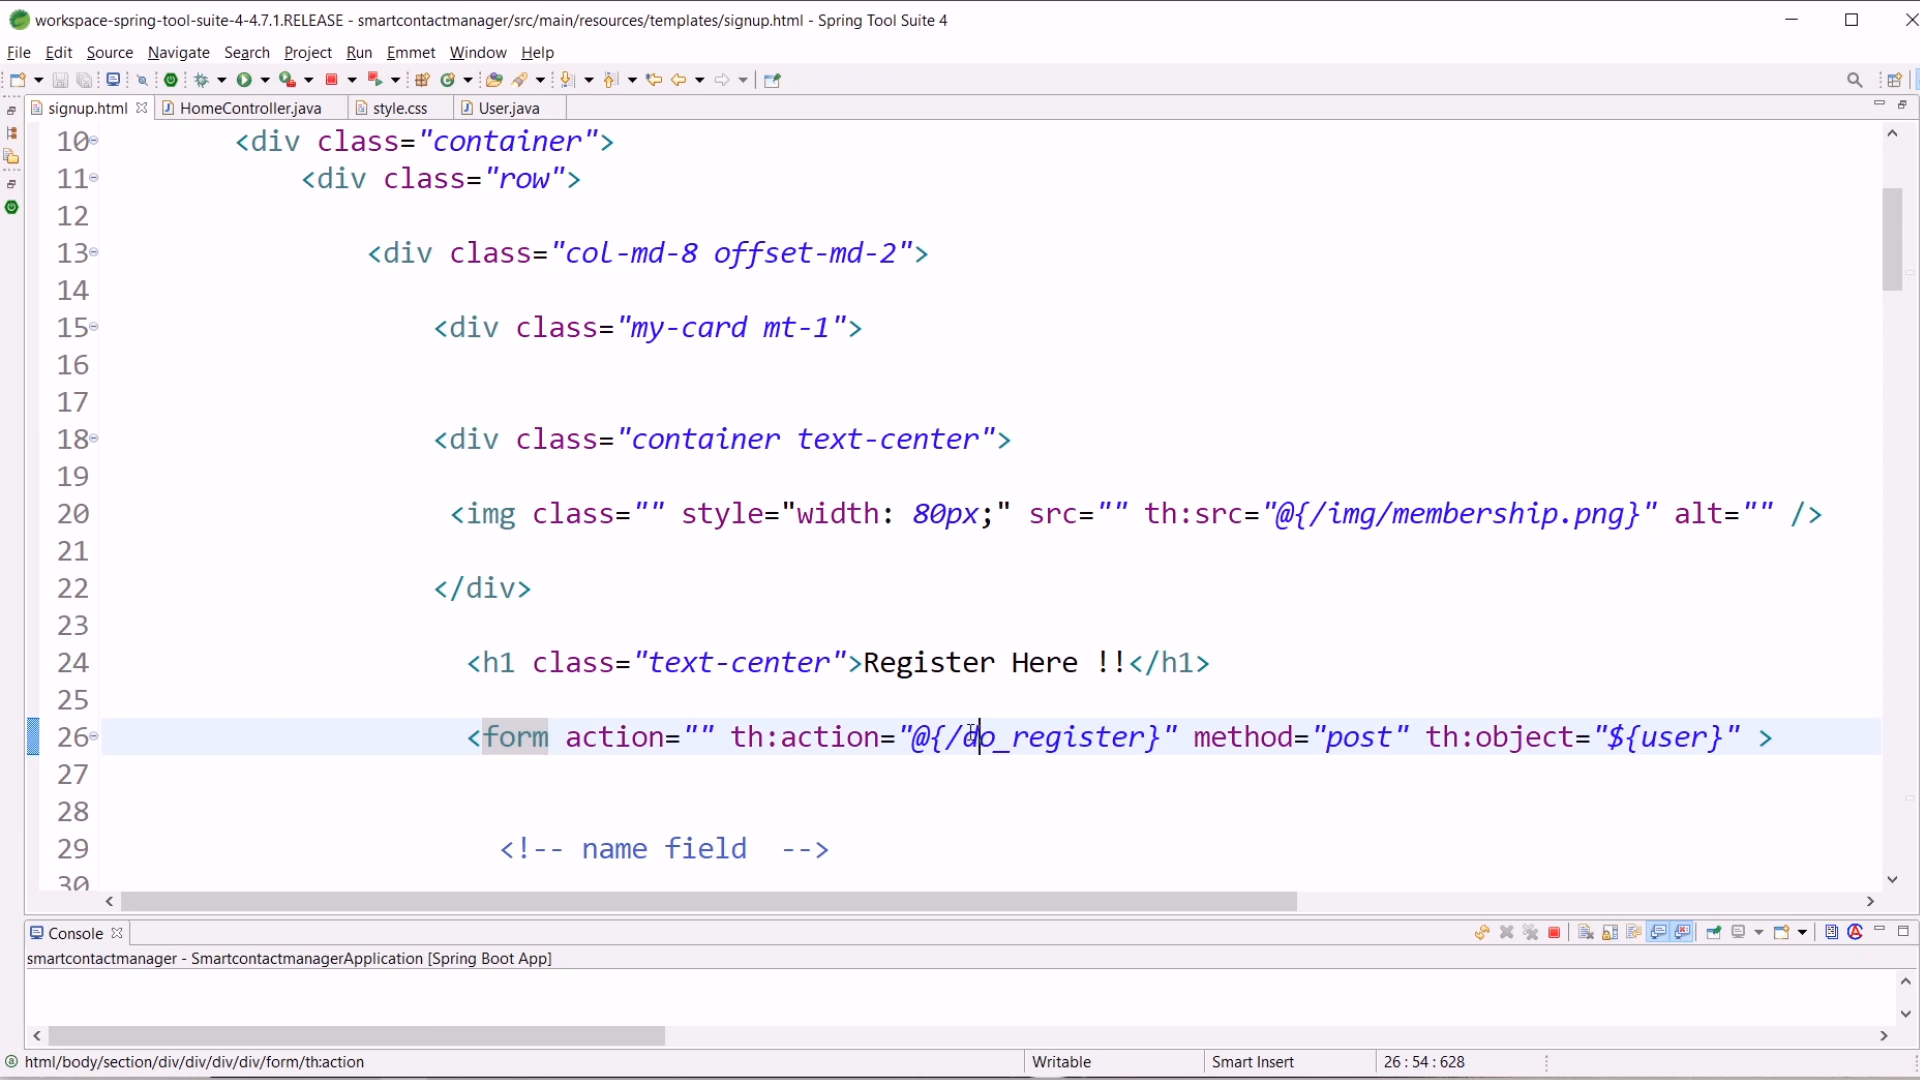 workspace-spring-tool-suite-4-4.7.1.RELEASE - smartcontactmanager/src/main/resources/templates/signup.html - Spring Tool Suite 4
File Edit Source Navigate Search Project Run Emmet Window Help
signup.html HomeController.java style.css User.java
10 <div class="container">
11 <div class="row">
12
13 <div class="col-md-8 offset-md-2">
14
15 <div class="my-card mt-1">
16
17
18 <div class="container text-center">
19
20 <img class="" style="width: 80px;" src="" th:src="@{/img/membership.png}" alt="" />
21
22 </div>
23
24 <h1 class="text-center">Register Here !!</h1>
25
26 <form action="" th:action="@{/do_register}" method="post" th:object="${user}" >
27
28
29 <!-- name field -->
30
Console
smartcontactmanager - SmartcontactmanagerApplication [Spring Boot App]
html/body/section/div/div/div/div/form/th:action Writable Smart Insert 26 : 54 : 628